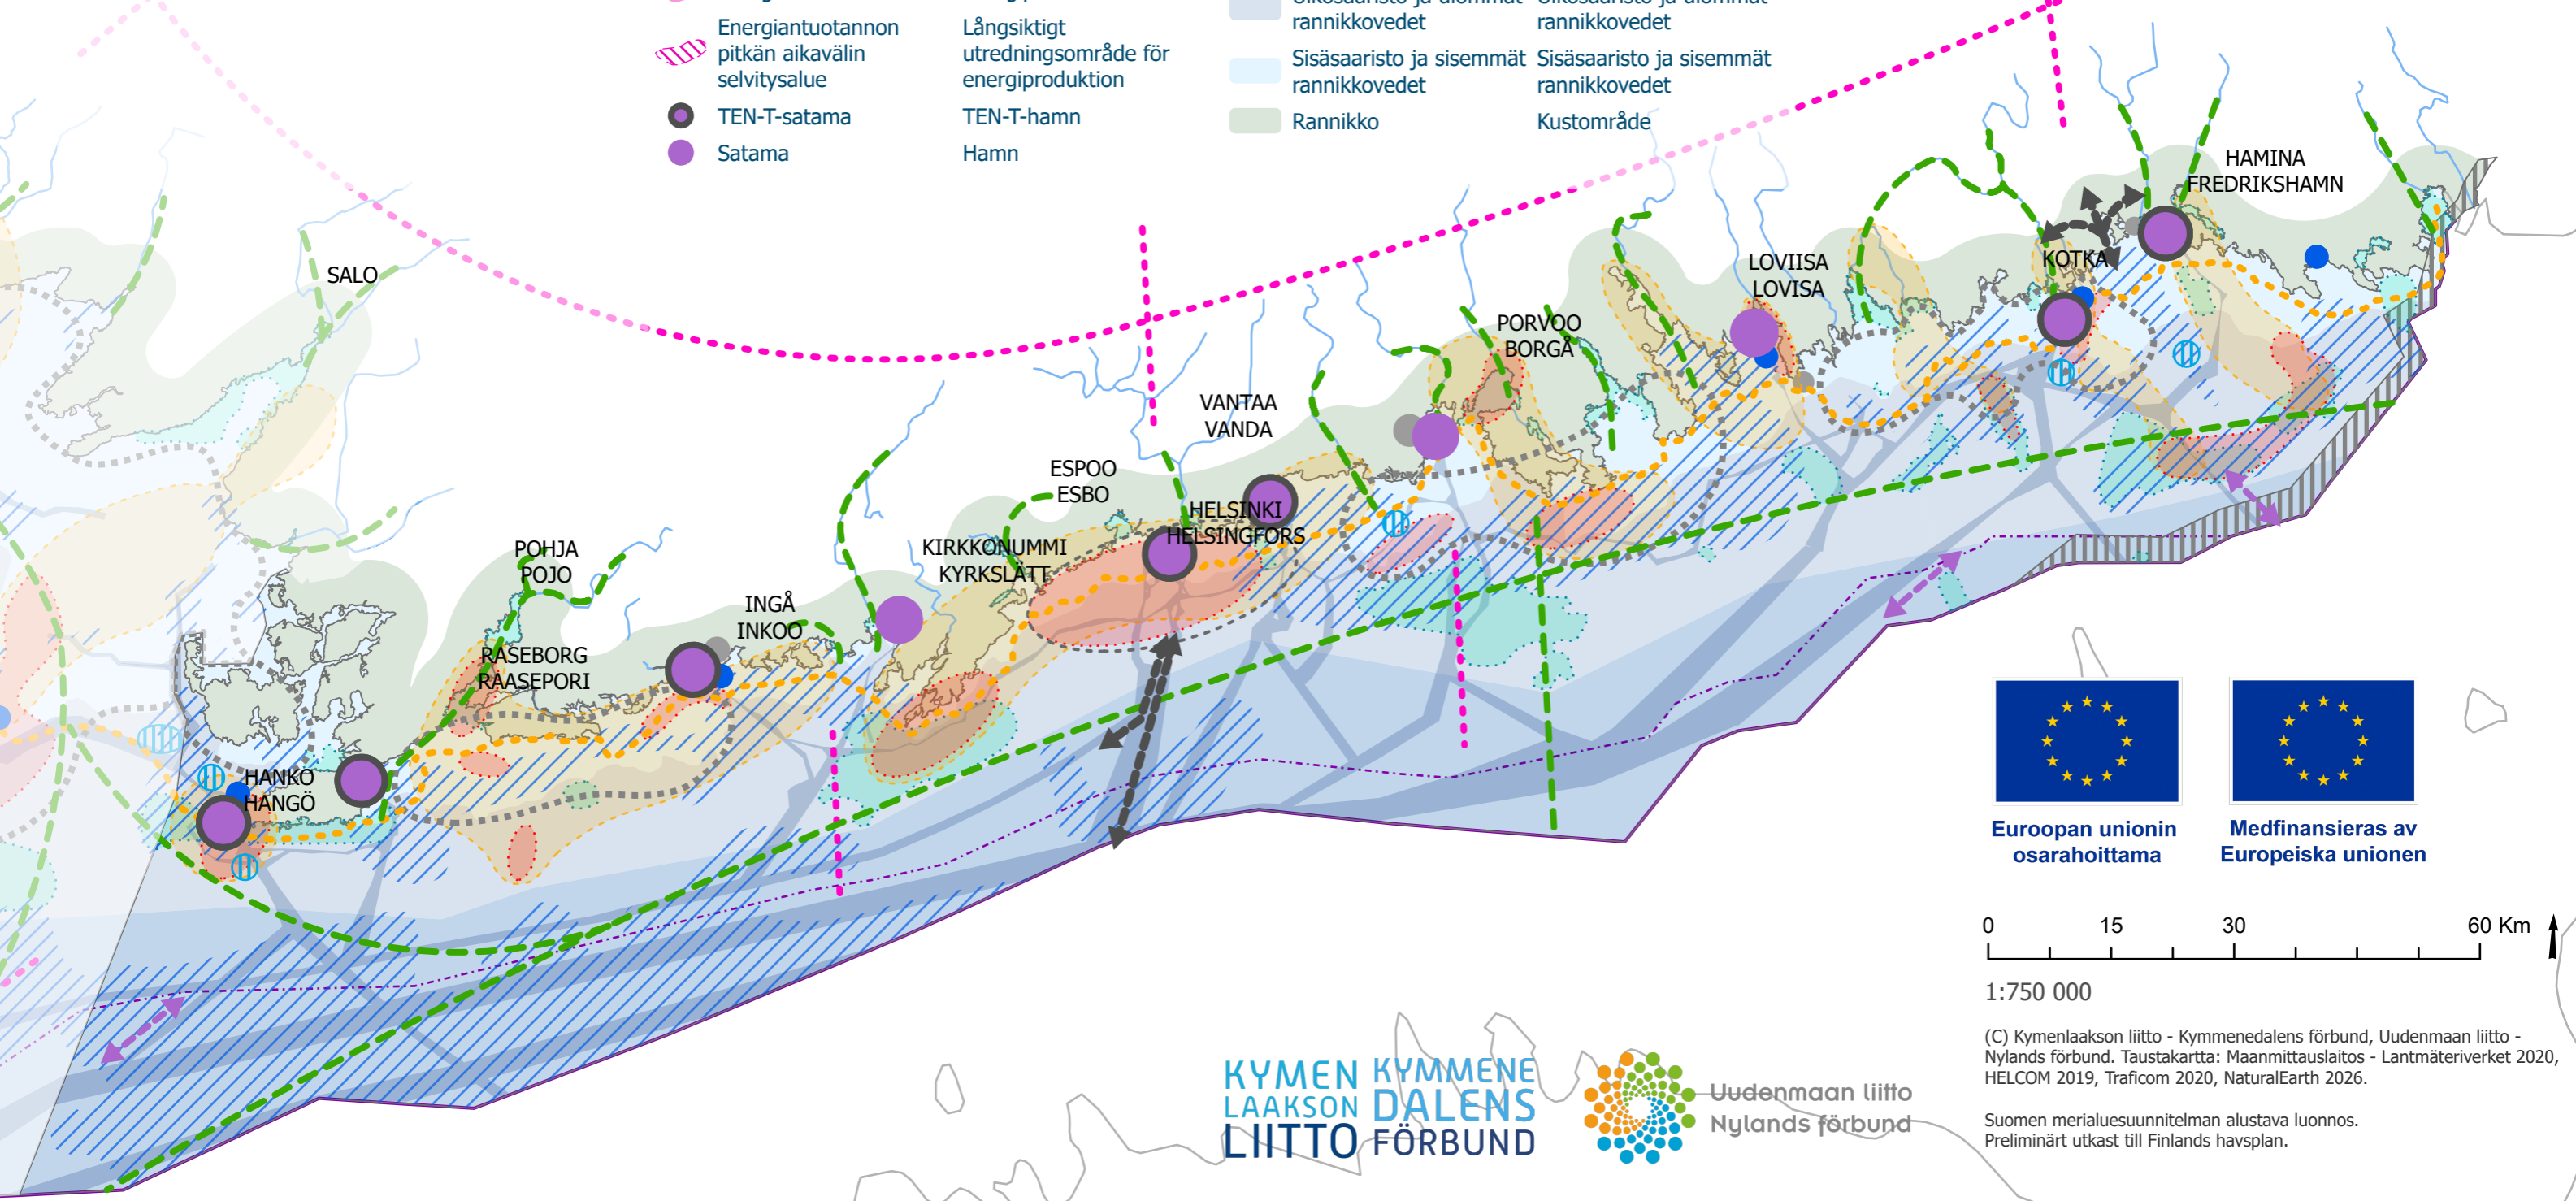 Energiantuotannon
pitkän aikavälin
selvitysalue
Långsiktigt
utredningsområde för
energiproduktion
TEN-T-satama
TEN-T-hamn
Satama
Hamn
rannikkovedet
rannikkovedet
Sisäsaaristo ja sisemmät
rannikkovedet
Sisäsaaristo ja sisemmät
rannikkovedet
Rannikko
Kustområde
HAMINA
FREDRIKSHAMN
KOTKA
LOVIISA
LOVISA
SALO
PORVOO
BORGÅ
VANTAA
VANDA
ESPOO
ESBO
HELSINKI
HELSINGFORS
KIRKKONUMMI
KYRKSLÄTT
POHJA
POJO
INGÅ
INKOO
RASEBORG
RAASEPORI
HANKO
HANGÖ
Euroopan unionin
osarahoittama
Medfinansieras av
Europeiska unionen
0 15 30 60 Km
1:750 000
(C) Kymenlaakson liitto - Kymmenedalens förbund, Uudenmaan liitto -
Nylands förbund. Taustakartta: Maanmittauslaitos - Lantmäteriverket 2020,
HELCOM 2019, Traficom 2020, NaturalEarth 2026.
Suomen merialuesuunnitelman alustava luonnos.
Preliminärt utkast till Finlands havsplan.
KYMEN
LAAKSON
LIITTO
KYMMENE
DALENS
FÖRBUND
Uudenmaan liitto
Nylands förbund